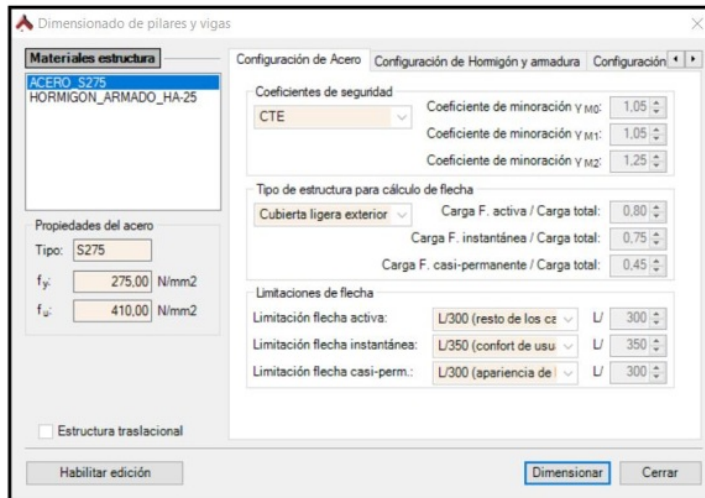 Dimensionado de pilares y vigas
Materiales estructura
ACERO_S275
HORMIGON_ARMADO_HA-25
Propiedades del acero
Tipo: S275
fy: 275,00 N/mm2
fu: 410,00 N/mm2
Estructura traslacional
Configuración de Acero Configuración de Hormigón y armadura Configuración
Coeficientes de seguridad
CTE
Coeficiente de minoración γ M0: 1,05
Coeficiente de minoración γ M1: 1,05
Coeficiente de minoración γ M2: 1,25
Tipo de estructura para cálculo de flecha
Cubierta ligera exterior
Carga F. activa / Carga total: 0,80
Carga F. instantánea / Carga total: 0,75
Carga F. casi-permanente / Carga total: 0,45
Limitaciones de flecha
Limitación flecha activa: L/300 (resto de los ca L/ 300
Limitación flecha instantánea: L/350 (confort de usu L/ 350
Limitación flecha casi-perm.: L/300 (apariencia de L/ 300
Habilitar edición Dimensionar Cerrar